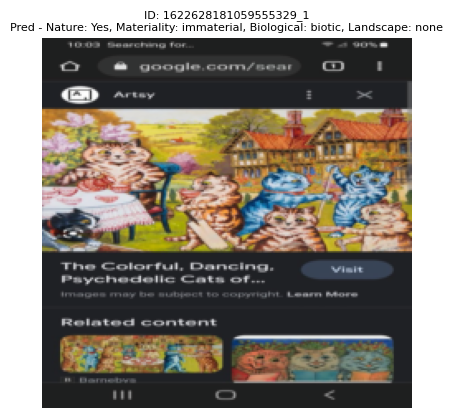 ID: 1622628181059555329_1
Pred - Nature: Yes, Materiality: immaterial, Biological: biotic, Landscape: none
10:03 Searching for... 90%
google.com/sear
Artsy
The Colorful, Dancing, Psychedelic Cats of...
Visit
Images may be subject to copyright. Learn More
Related content
B. Barnebys